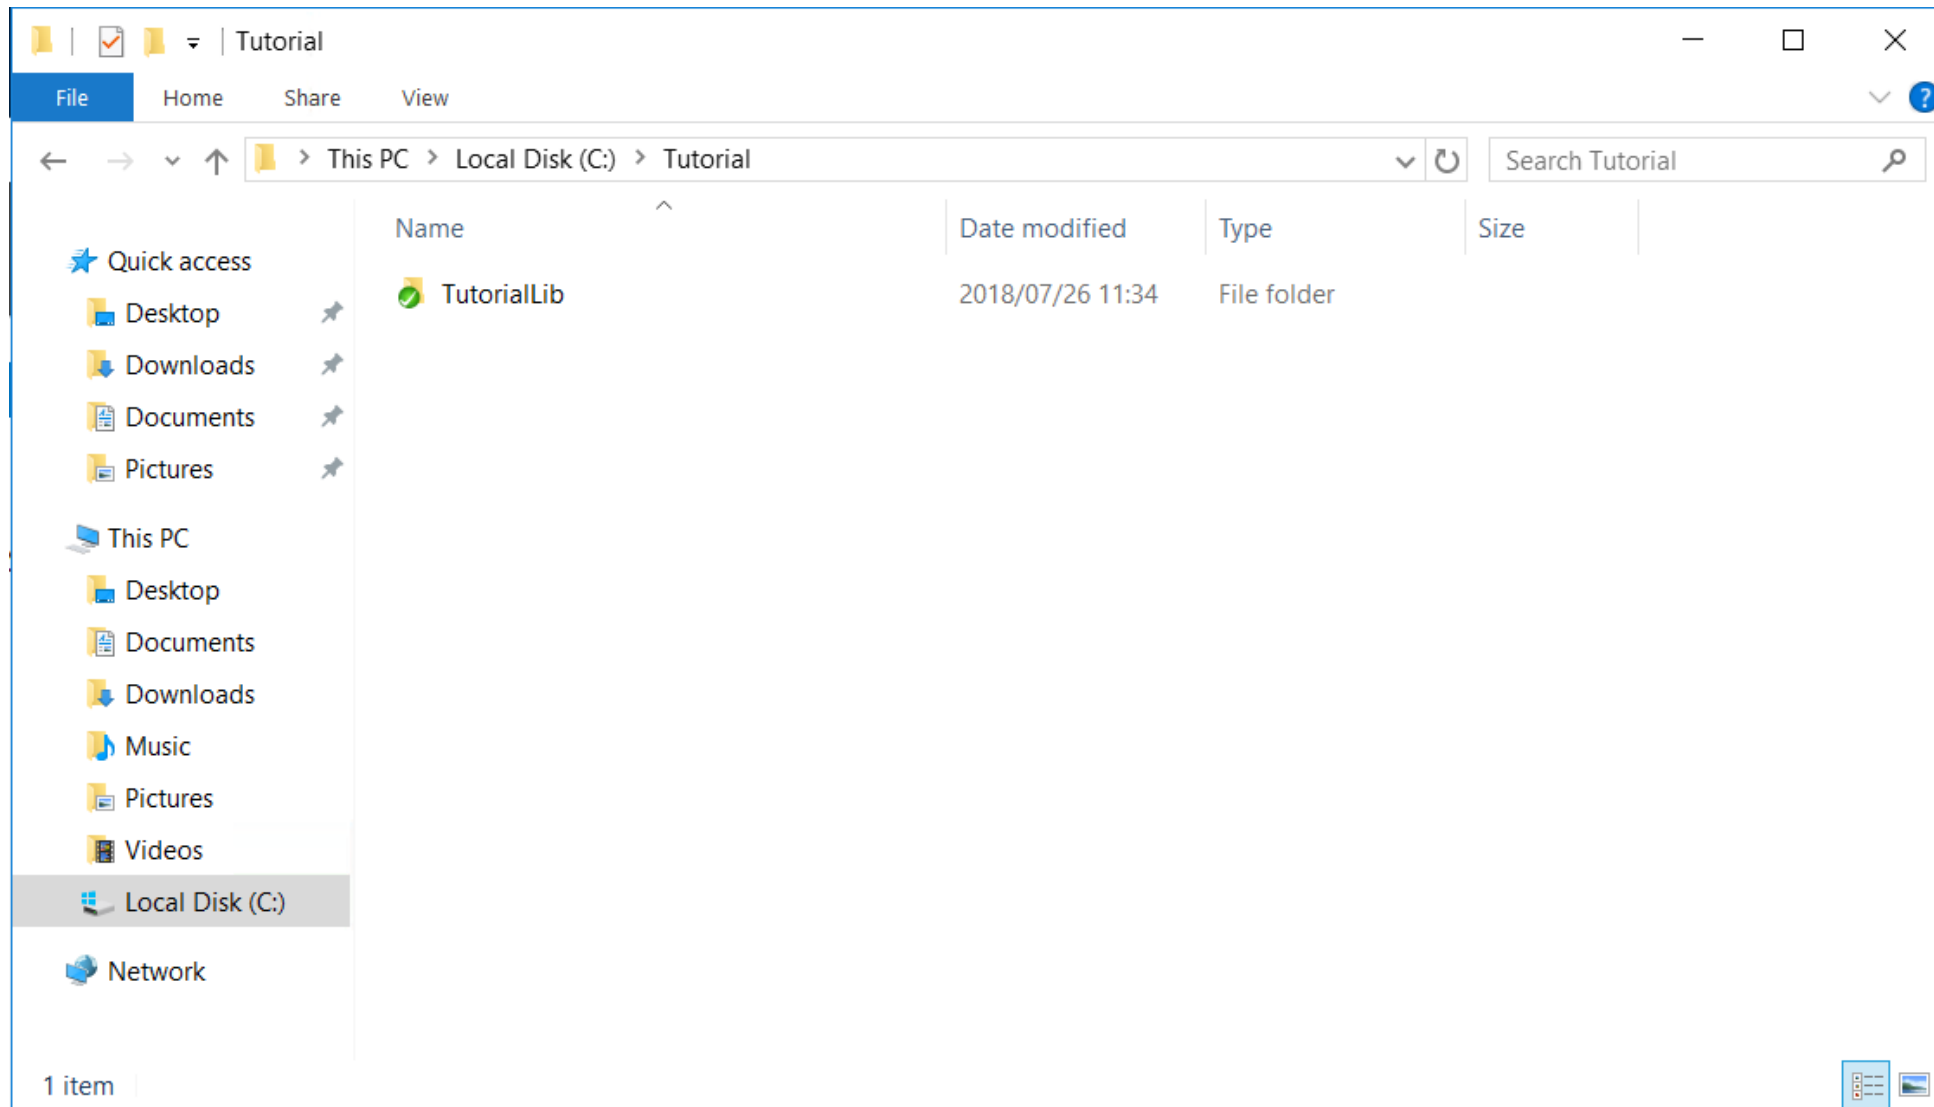 Tutorial
File Home Share View
?
This PC > Local Disk (C:) > Tutorial
Search Tutorial
Name Date modified Type Size
TutorialLib 2018/07/26 11:34 File folder
Quick access
Desktop
Downloads
Documents
Pictures
This PC
Desktop
Documents
Downloads
Music
Pictures
Videos
Local Disk (C:)
Network
1 item